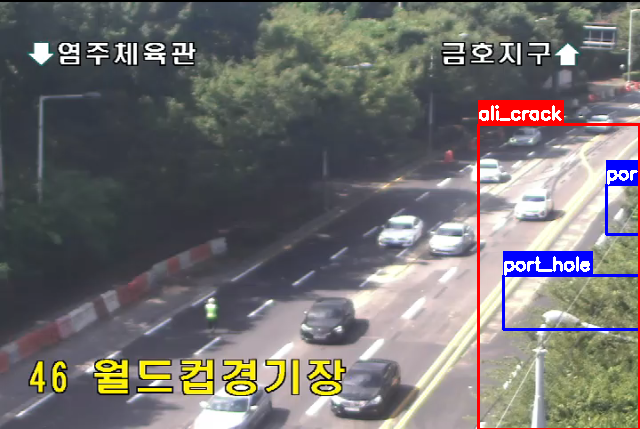 염주체육관
금호지구
ali_crack
por
port_hole
46 월드컵경기장